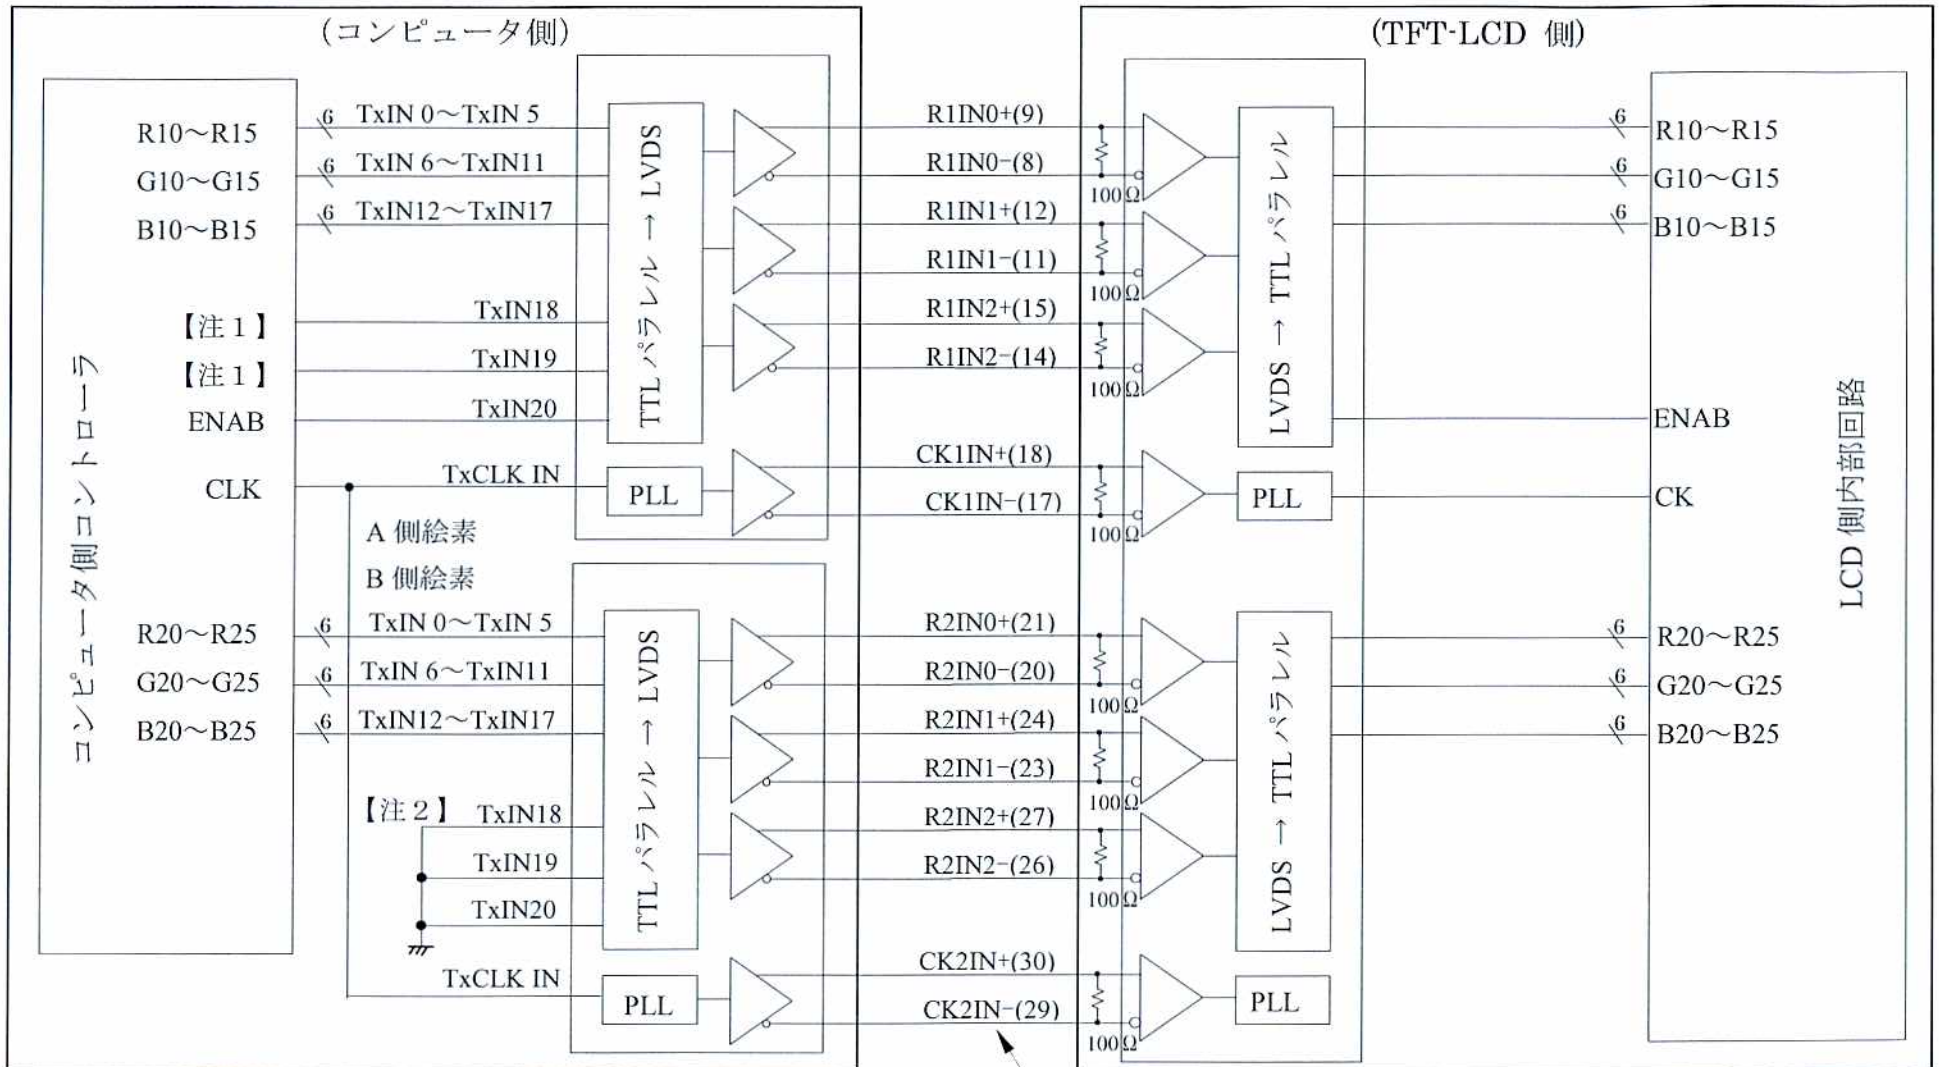 (コンピュータ側)
(TFT-LCD 側)
コンピュータ側コントローラ
R10～R15
G10～G15
B10～B15
【注１】
【注１】
ENAB
CLK
R20～R25
G20～G25
B20～B25
6 TxIN 0～TxIN 5
6 TxIN 6～TxIN11
6 TxIN12～TxIN17
TxIN18
TxIN19
TxIN20
TxCLK IN
A 側絵素
B 側絵素
6 TxIN 0～TxIN 5
6 TxIN 6～TxIN11
6 TxIN12～TxIN17
【注２】 TxIN18
TxIN19
TxIN20
TxCLK IN
TTL パラレル → LVDS
PLL
TTL パラレル → LVDS
PLL
R1IN0+(9)
R1IN0-(8)
R1IN1+(12)
R1IN1-(11)
R1IN2+(15)
R1IN2-(14)
CK1IN+(18)
CK1IN-(17)
R2IN0+(21)
R2IN0-(20)
R2IN1+(24)
R2IN1-(23)
R2IN2+(27)
R2IN2-(26)
CK2IN+(30)
CK2IN-(29)
100Ω
100Ω
100Ω
100Ω
100Ω
100Ω
100Ω
100Ω
LVDS → TTL パラレル
PLL
LVDS → TTL パラレル
PLL
6 R10～R15
6 G10～G15
6 B10～B15
ENAB
CK
6 R20～R25
6 G20～G25
6 B20～B25
LCD 側内部回路